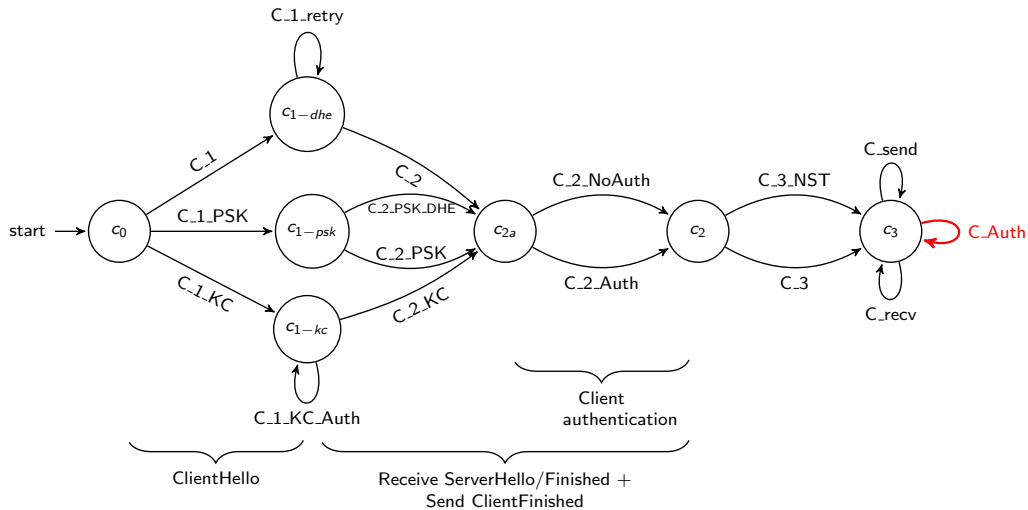 C_1_retry
c1−dhe
C_1
C_2
C_send
C_2_NoAuth
C_3_NST
C_1_PSK
C_2_PSK_DHE
start
c0
c1−psk
c2a
c2
c3
C_Auth
C_2_PSK
C_2_Auth
C_3
C_1_KC
C_2_KC
C_recv
c1−kc
C_1_KC_Auth
Client
authentication
ClientHello
Receive ServerHello/Finished +
Send ClientFinished